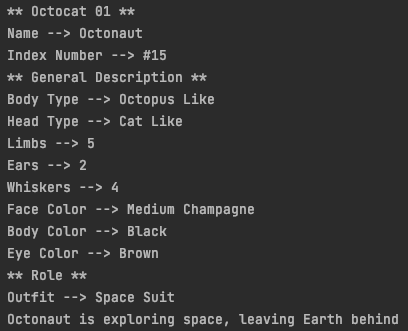 ** Octocat 01 **
Name --> Octonaut
Index Number --> #15
** General Description **
Body Type --> Octopus Like
Head Type --> Cat Like
Limbs --> 5
Ears --> 2
Whiskers --> 4
Face Color --> Medium Champagne
Body Color --> Black
Eye Color --> Brown
** Role **
Outfit --> Space Suit
Octonaut is exploring space, leaving Earth behind